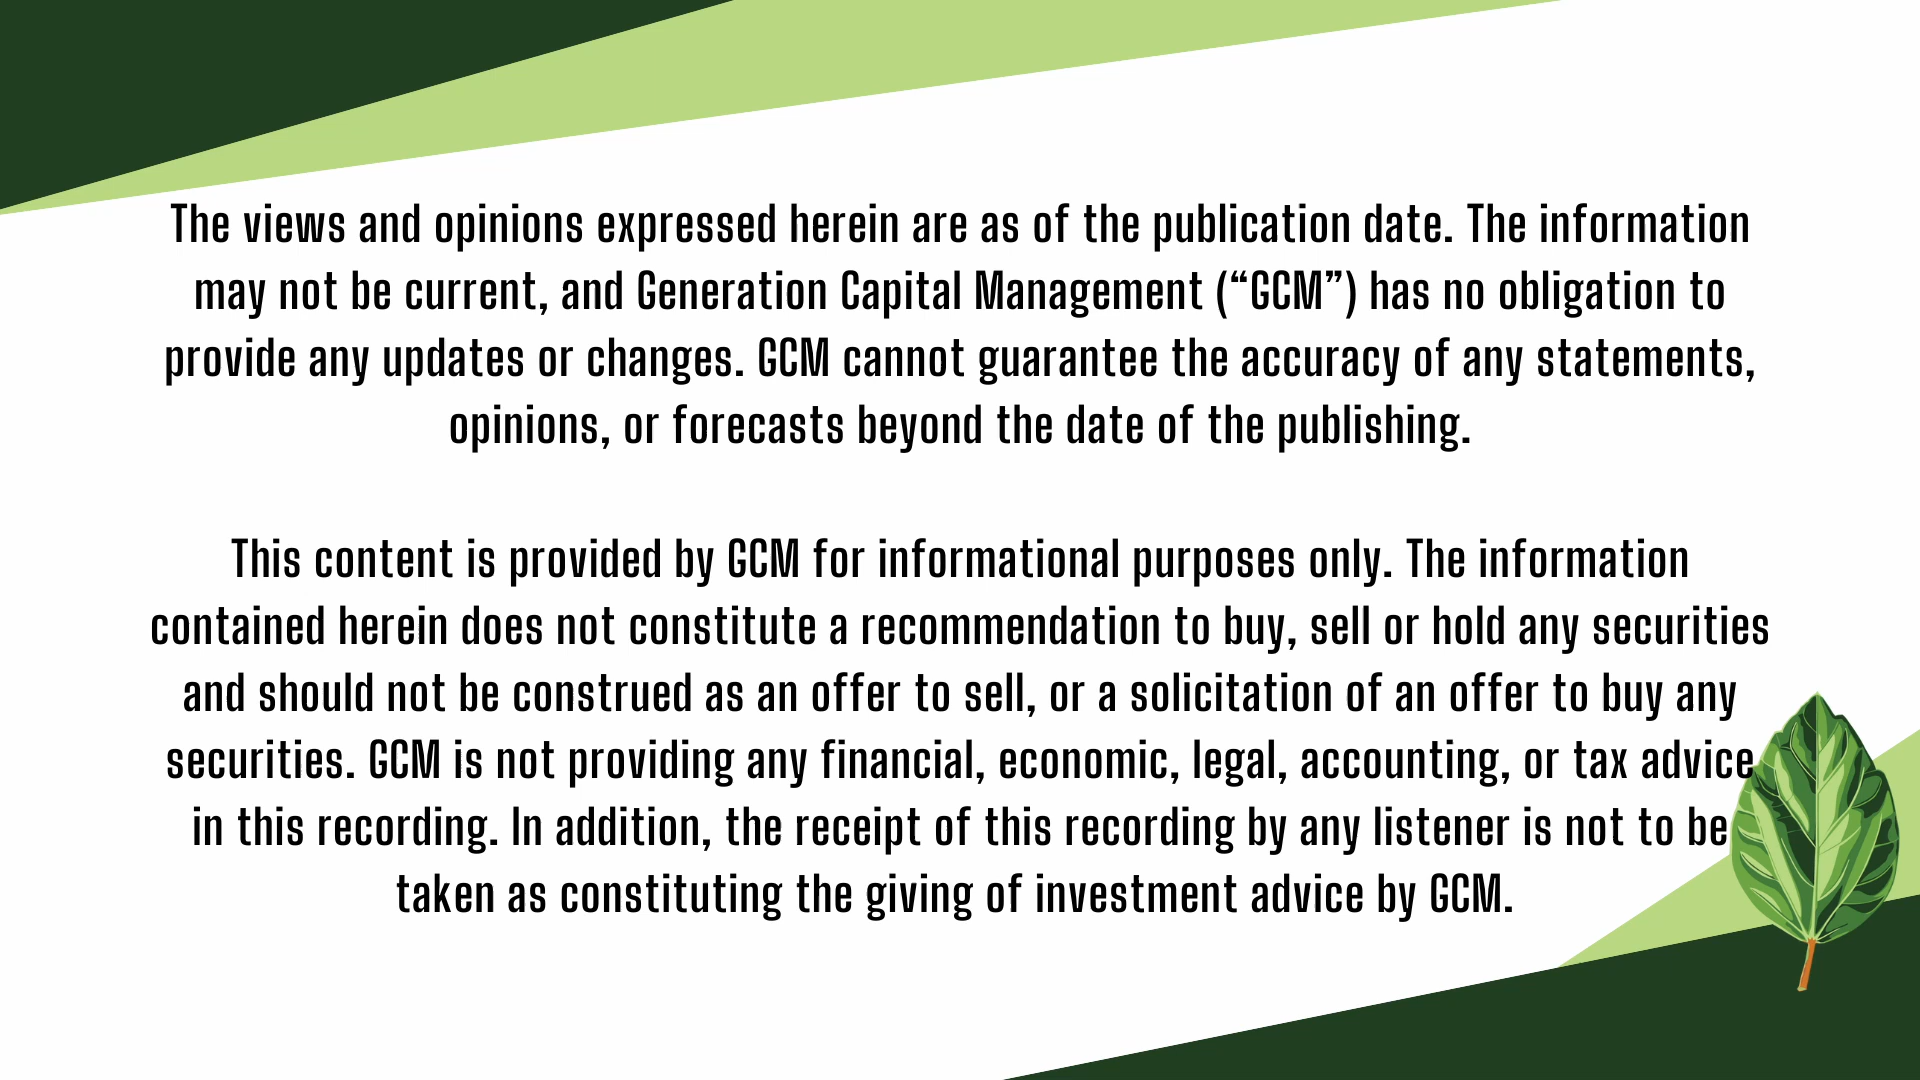 The views and opinions expressed herein are as of the publication date. The information
may not be current, and Generation Capital Management (“GCM”) has no obligation to
provide any updates or changes. GCM cannot guarantee the accuracy of any statements,
opinions, or forecasts beyond the date of the publishing.
This content is provided by GCM for informational purposes only. The information
contained herein does not constitute a recommendation to buy, sell or hold any securities
and should not be construed as an offer to sell, or a solicitation of an offer to buy any
securities. GCM is not providing any financial, economic, legal, accounting, or tax advice
in this recording. In addition, the receipt of this recording by any listener is not to be
taken as constituting the giving of investment advice by GCM.